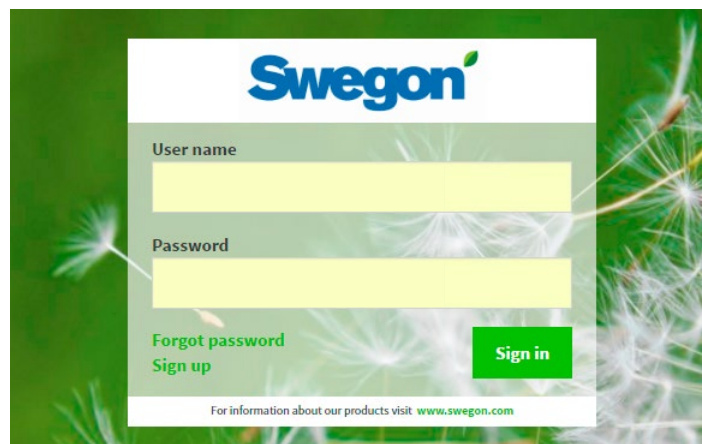 Swegon
User name
Password
Forgot password
Sign up
Sign in
For information about our products visit www.swegon.com